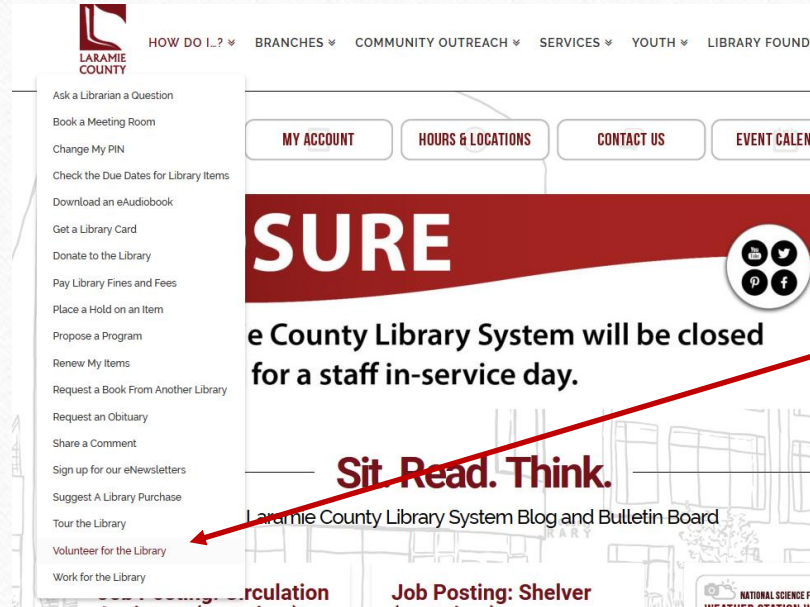 LARAMIE
COUNTY
HOW DO I..? BRANCHES COMMUNITY OUTREACH SERVICES YOUTH LIBRARY FOUND
Ask a Librarian a Question
Book a Meeting Room
Change My PIN
Check the Due Dates for Library Items
Download an eAudiobook
Get a Library Card
Donate to the Library
Pay Library Fines and Fees
Place a Hold on an Item
Propose a Program
Renew My Items
Request a Book From Another Library
Request an Obituary
Share a Comment
Sign up for our eNewsletters
Suggest A Library Purchase
Tour the Library
Volunteer for the Library
Work for the Library
MY ACCOUNT HOURS & LOCATIONS CONTACT US EVENT CALEN
SURE
You
Tube
e County Library System will be closed
for a staff in-service day.
Sit. Read. Think.
Laramie County Library System Blog and Bulletin Board
RARY
Job Posting: Circulation
Job Posting: Shelver
NATIONAL SCIENCE F